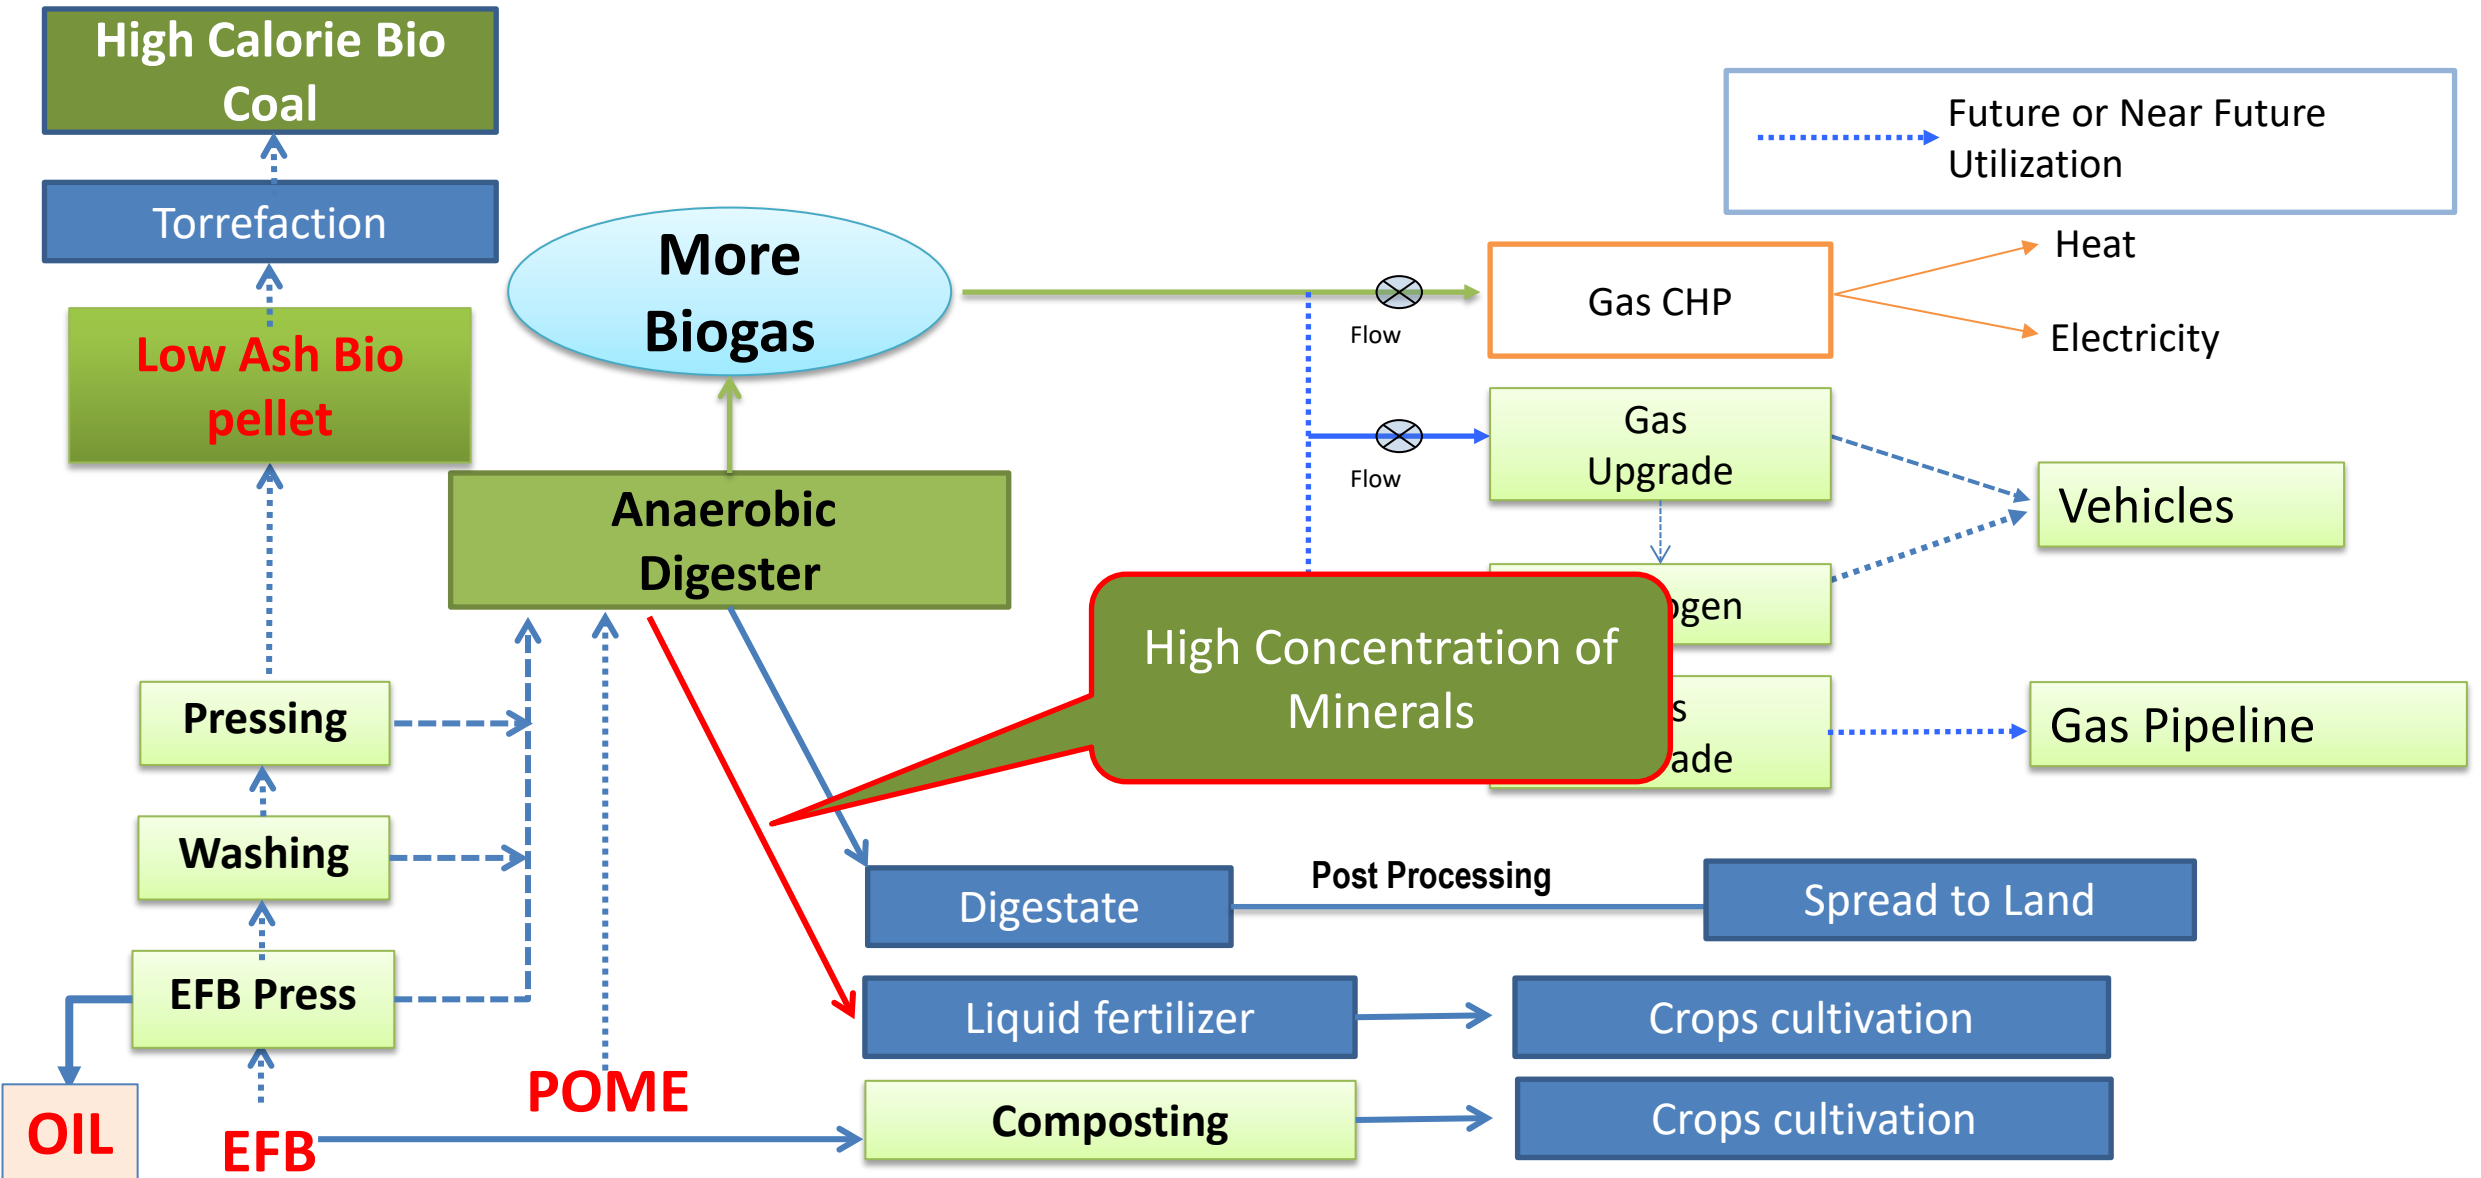 High Calorie Bio
Coal
Torrefaction
Low Ash Bio
pellet
Pressing
Washing
EFB Press
OIL
EFB
POME
More
Biogas
Anaerobic
Digester
Flow
Flow
Future or Near Future
Utilization
Gas CHP
Heat
Electricity
Gas
Upgrade
Vehicles
High Concentration of
Minerals
Gas Pipeline
Digestate
Post Processing
Spread to Land
Liquid fertilizer
Crops cultivation
Composting
Crops cultivation